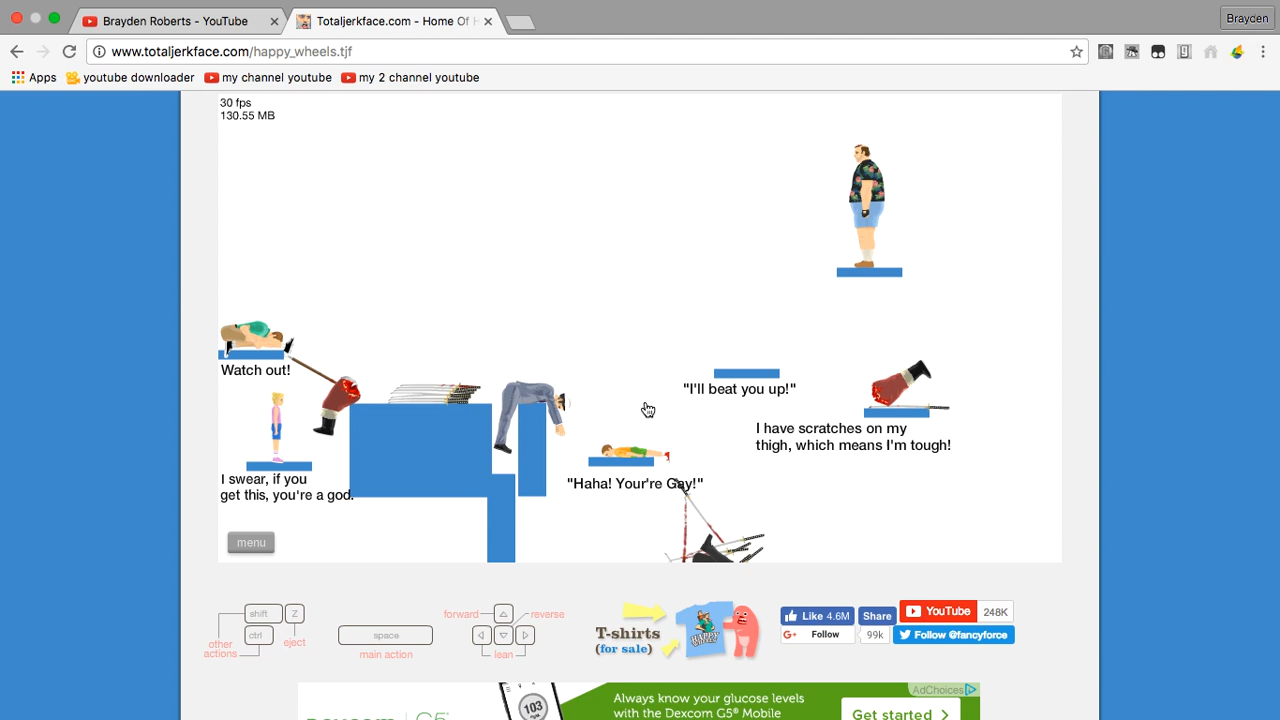 Brayden Roberts - YouTube
Totaljerkface.com - Home Of H
Brayden
www.totaljerkface.com/happy_wheels.tjf
Apps
youtube downloader
my channel youtube
my 2 channel youtube
30 fps
130.55 MB
Watch out!
"I'll beat you up!"
I have scratches on my
thigh, which means I'm tough!
I swear, if you
get this, you're a god.
"Haha! Your're Gay!"
menu
shift
Z
ctrl
eject
other
actions
space
main action
forward
reverse
lean
T-shirts
(for sale)
Like 4.6M
Share
YouTube
248K
Follow
99k
Follow @fancyforce
AdChoices
Always know your glucose levels
with the Dexcom G5® Mobile
Get started
103